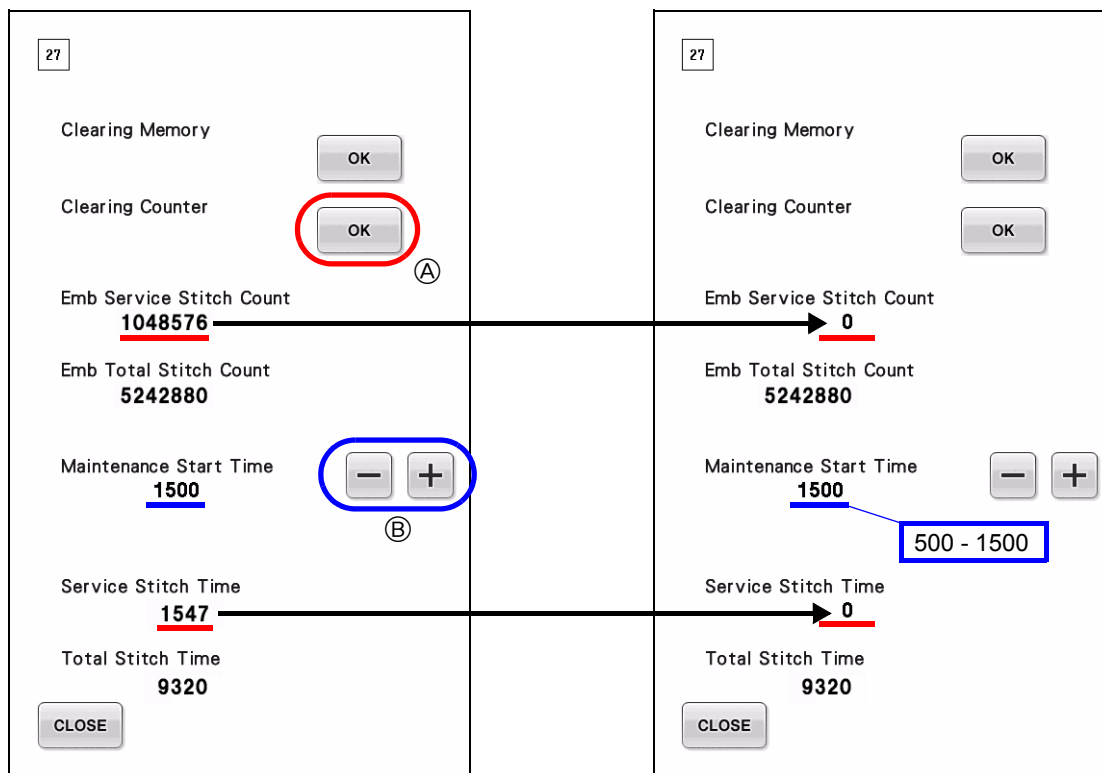 27
Clearing Memory
OK
Clearing Counter
OK
Ⓐ
Emb Service Stitch Count
1048576
Emb Total Stitch Count
5242880
Maintenance Start Time
1500
− +
Ⓑ
Service Stitch Time
1547
Total Stitch Time
9320
CLOSE
27
Clearing Memory
OK
Clearing Counter
OK
Emb Service Stitch Count
0
Emb Total Stitch Count
5242880
Maintenance Start Time
1500
− +
500 - 1500
Service Stitch Time
0
Total Stitch Time
9320
CLOSE